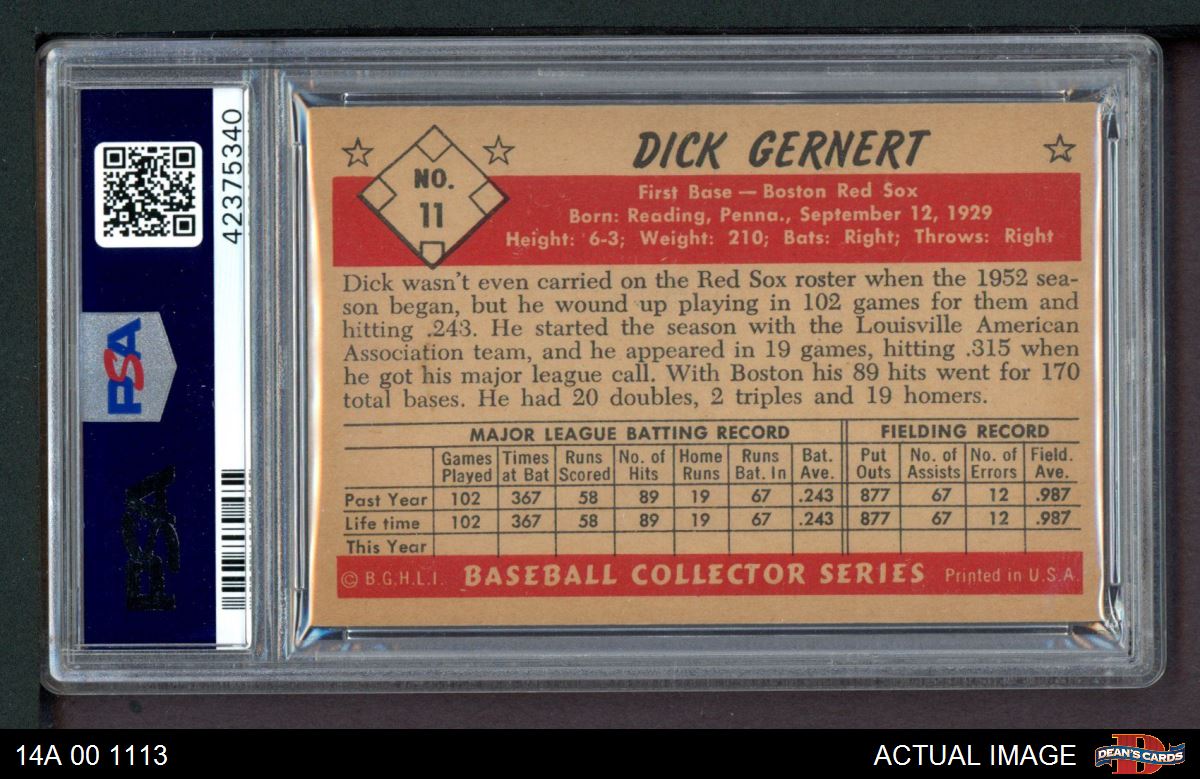 PSA
42375340
PSA
NO.
11
DICK GERNERT
First Base — Boston Red Sox
Born: Reading, Penna., September 12, 1929
Height: 6-3; Weight: 210; Bats: Right; Throws: Right
Dick wasn't even carried on the Red Sox roster when the 1952 sea-
son began, but he wound up playing in 102 games for them and
hitting .243. He started the season with the Louisville American
Association team, and he appeared in 19 games, hitting .315 when
he got his major league call. With Boston his 89 hits went for 170
total bases. He had 20 doubles, 2 triples and 19 homers.
MAJOR LEAGUE BATTING RECORD FIELDING RECORD
Games Times Runs No. of Home Runs Bat. Put No. of No. of Field.
Played at Bat Scored Hits Runs Bat. In Ave. Outs Assists Errors Ave.
Past Year 102 367 58 89 19 67 .243 877 67 12 .987
Life time 102 367 58 89 19 67 .243 877 67 12 .987
This Year
© B.G.H.L.I. BASEBALL COLLECTOR SERIES Printed in U.S.A.
14A 00 1113
ACTUAL IMAGE
D
DEAN'S CARDS